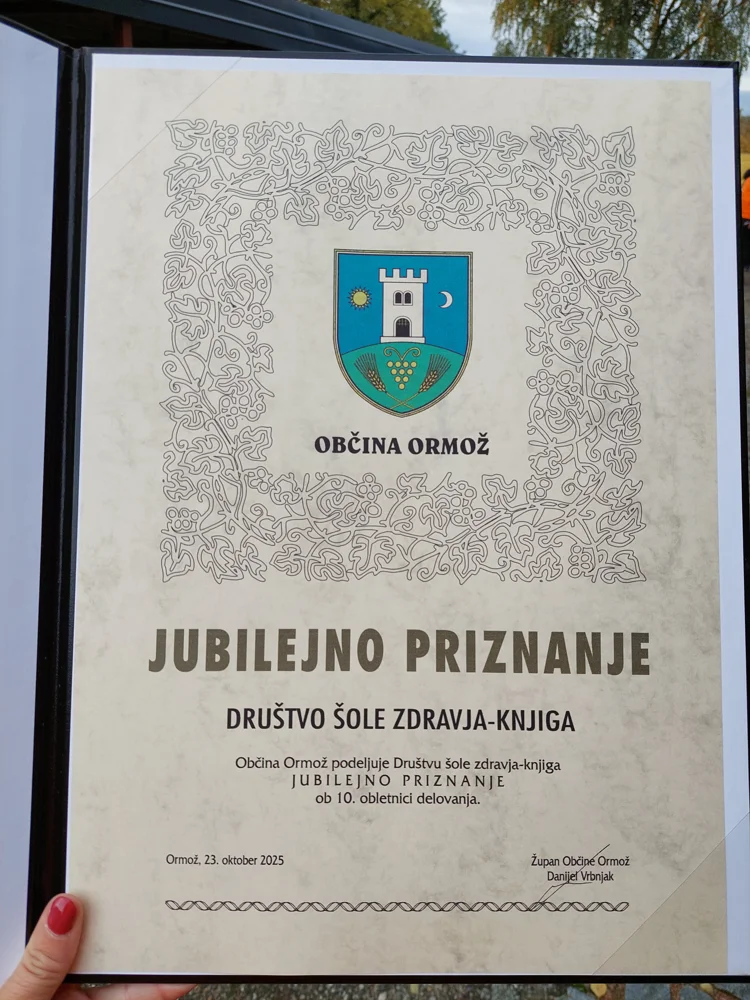 OBČINA ORMOŽ
JUBILEJNO PRIZNANJE
DRUŠTVO ŠOLE ZDRAVJA-KNJIGA
Občina Ormož podeljuje Društvu šole zdravja-knjiga
JUBILEJNO PRIZNANJE
ob 10. obletnici delovanja.
Ormož, 23. oktober 2025
Župan Občine Ormož
Danijel Vrbnjak